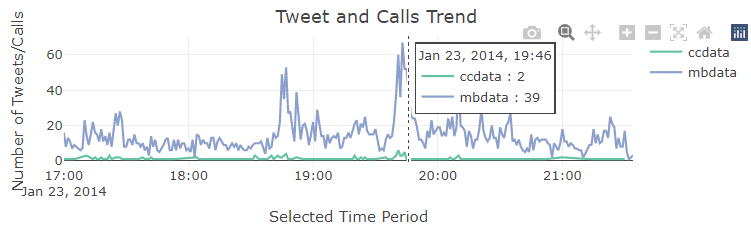 Tweet and Calls Trend
Number of Tweets/Calls
60
40
20
0
Jan 23, 2014, 19:46
ccdata : 2
mbdata : 39
ccdata
mbdata
17:00 18:00 19:00 20:00 21:00
Jan 23, 2014
Selected Time Period